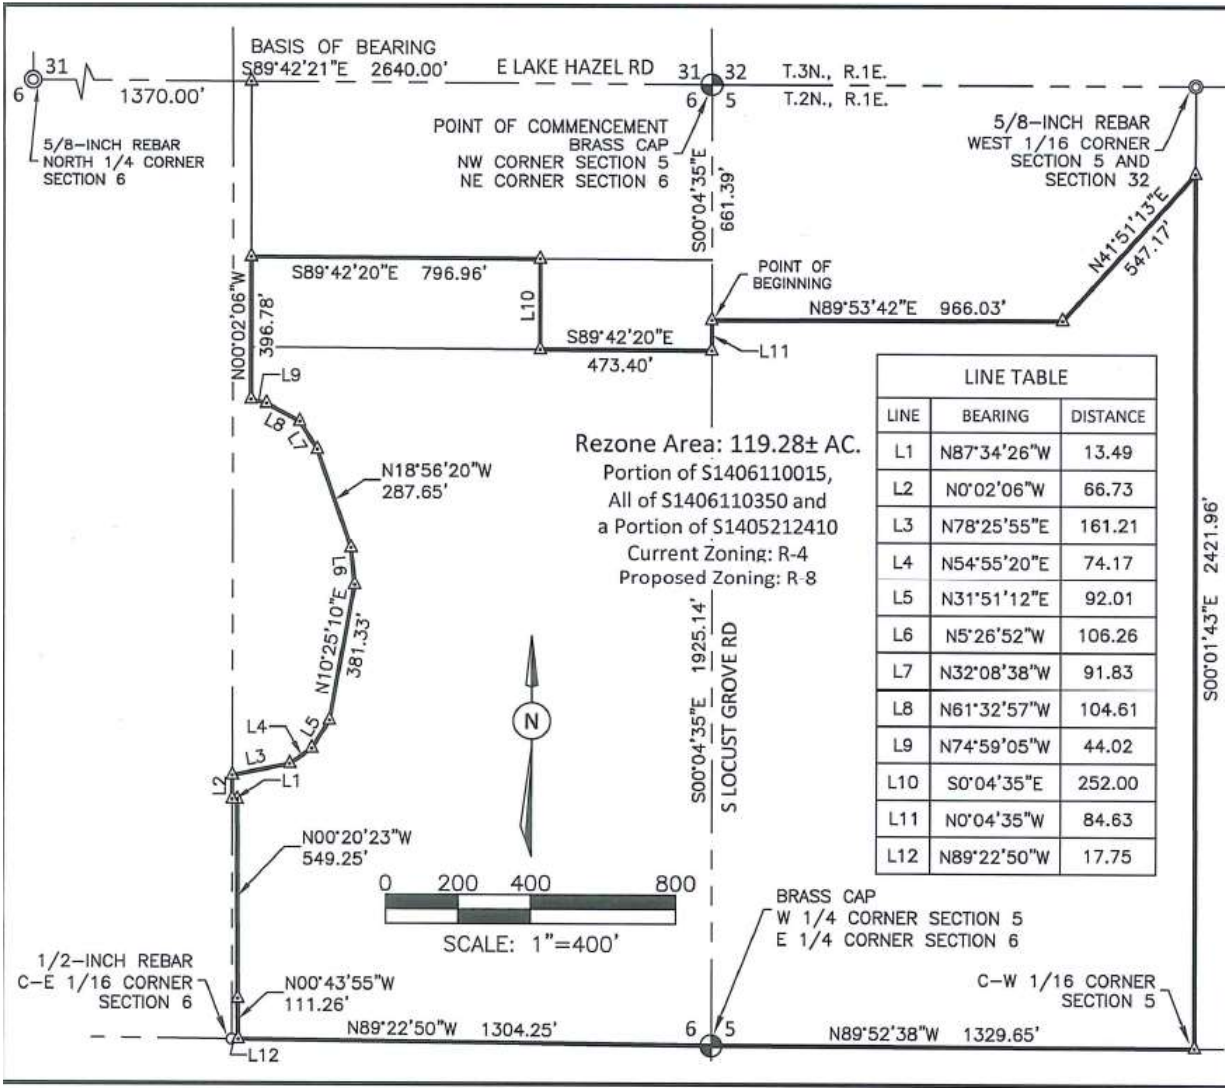 BASIS OF BEARING
S89°42'21"E 2640.00'
E LAKE HAZEL RD
31
6
1370.00'
5/8-INCH REBAR
NORTH 1/4 CORNER
SECTION 6
31 32
6 5
T.3N., R.1E.
T.2N., R.1E.
POINT OF COMMENCEMENT
BRASS CAP
NW CORNER SECTION 5
NE CORNER SECTION 6
S00°04'35"E
661.39'
5/8-INCH REBAR
WEST 1/16 CORNER
SECTION 5 AND
SECTION 32
N41°51'13"E
547.17'
POINT OF
BEGINNING
N89°53'42"E 966.03'
S89°42'20"E 796.96'
N00°02'06"W
396.78'
L10
S89°42'20"E
473.40'
L11
L9
L8
L7
N18°56'20"W
287.65'
L6
N10°25'10"E
381.33'
L5
L4
L3
L2
L1
N00°20'23"W
549.25'
Rezone Area: 119.28± AC.
Portion of S1406110015,
All of S1406110350 and
a Portion of S1405212410
Current Zoning: R-4
Proposed Zoning: R-8
LINE TABLE
LINE BEARING DISTANCE
L1 N87°34'26"W 13.49
L2 N0°02'06"W 66.73
L3 N78°25'55"E 161.21
L4 N54°55'20"E 74.17
L5 N31°51'12"E 92.01
L6 N5°26'52"W 106.26
L7 N32°08'38"W 91.83
L8 N61°32'57"W 104.61
L9 N74°59'05"W 44.02
L10 S0°04'35"E 252.00
L11 N0°04'35"W 84.63
L12 N89°22'50"W 17.75
S00°01'43"E 2421.96'
S00°04'35"E 1925.14'
S LOCUST GROVE RD
N
0 200 400 800
SCALE: 1"=400'
BRASS CAP
W 1/4 CORNER SECTION 5
E 1/4 CORNER SECTION 6
C-W 1/16 CORNER
SECTION 5
1/2-INCH REBAR
C-E 1/16 CORNER
SECTION 6
N00°43'55"W
111.26'
N89°22'50"W 1304.25'
6 5
N89°52'38"W 1329.65'
L12